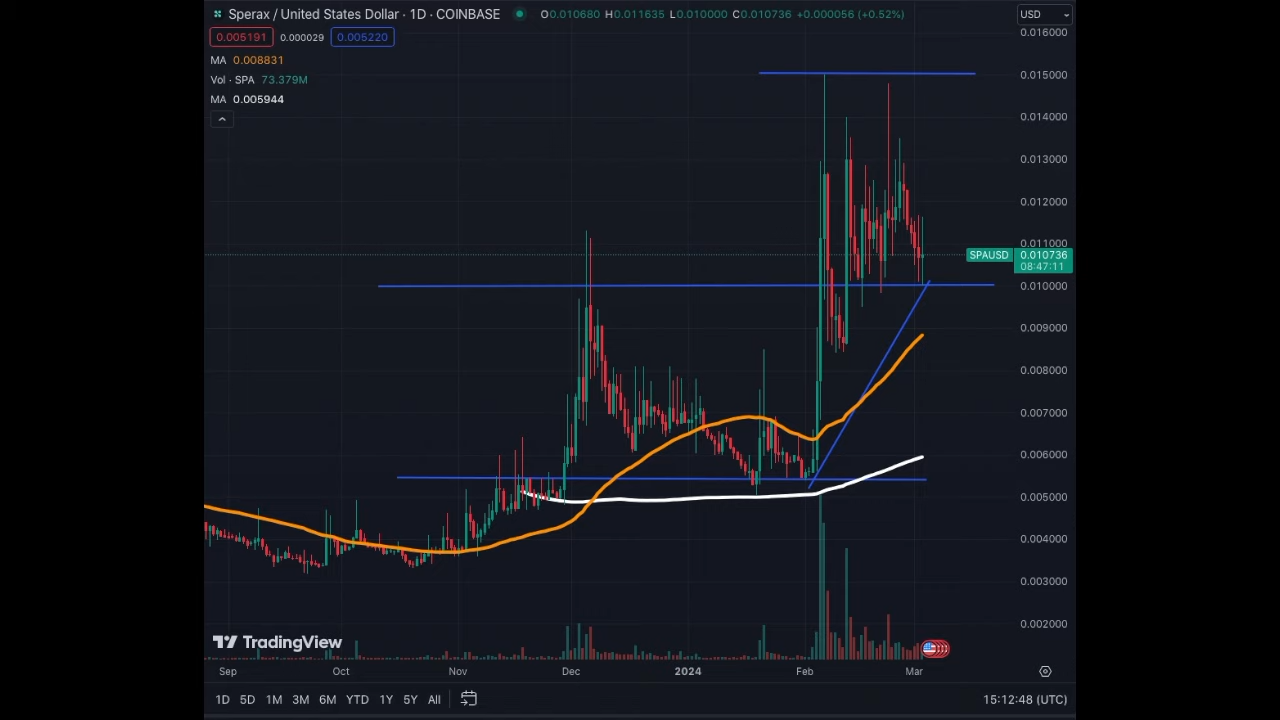 Sperax / United States Dollar · 1D · COINBASE O0.010680 H0.011635 L0.010000 C0.010736 +0.000056 (+0.52%) USD
0.005191 0.000029 0.005220
MA 0.008831
Vol · SPA 73.379M
MA 0.005944
0.016000
0.015000
0.014000
0.013000
0.012000
0.011000
SPAUSD 0.010736
08:47:11
0.010000
0.009000
0.008000
0.007000
0.006000
0.005000
0.004000
0.003000
0.002000
TradingView
Sep Oct Nov Dec 2024 Feb Mar
1D 5D 1M 3M 6M YTD 1Y 5Y All 15:12:48 (UTC)